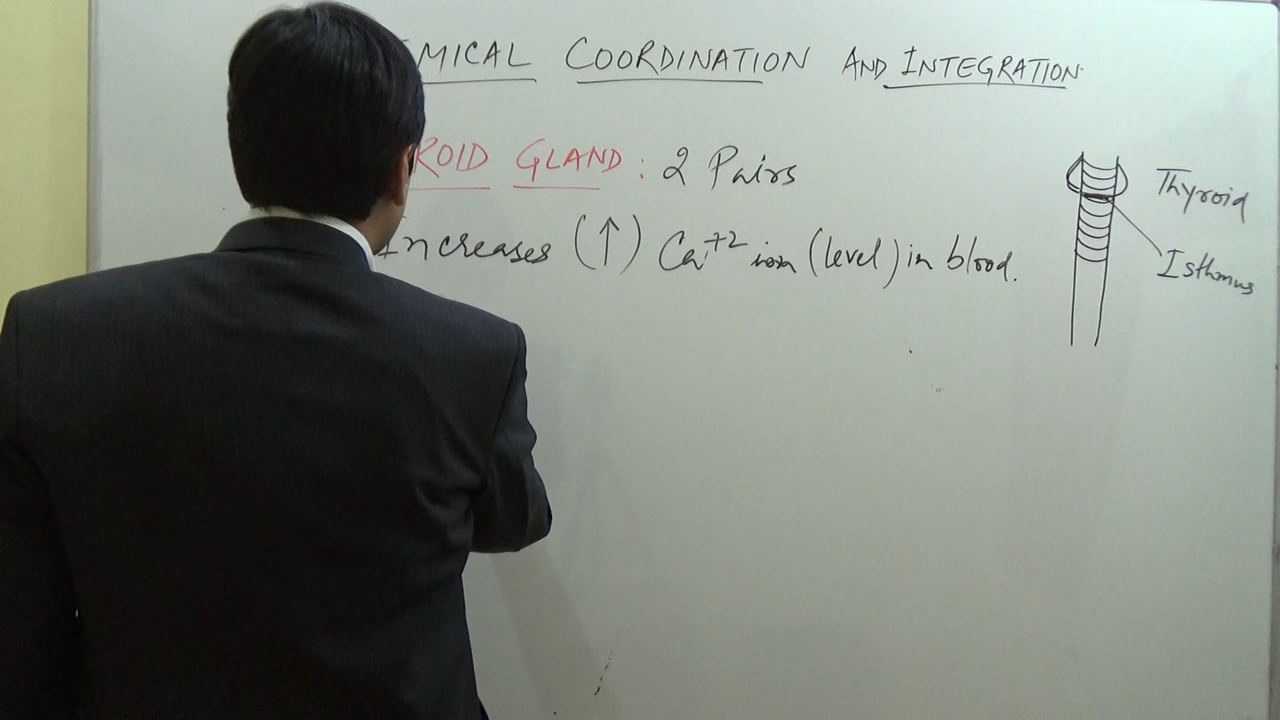 MICAL COORDINATION AND INTEGRATION
ROID GLAND: 2 Pairs
Increases (↑) Ca+2 ion (level) in blood.
Thyroid
Isthmus